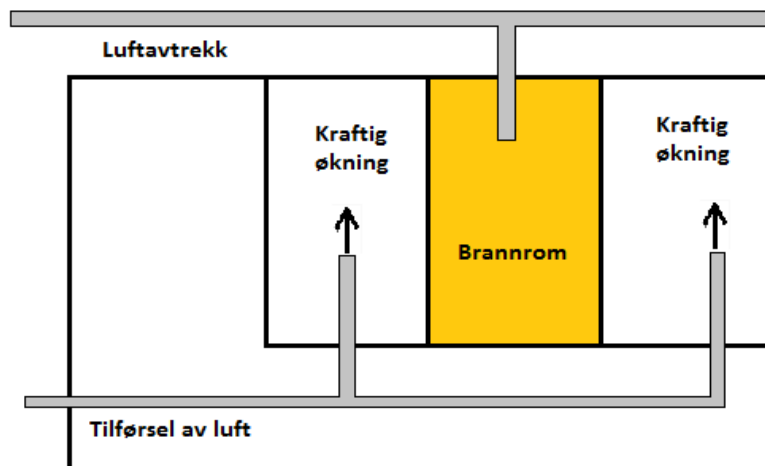 Luftavtrekk
Kraftig
økning
Kraftig
økning
Brannrom
Tilførsel av luft